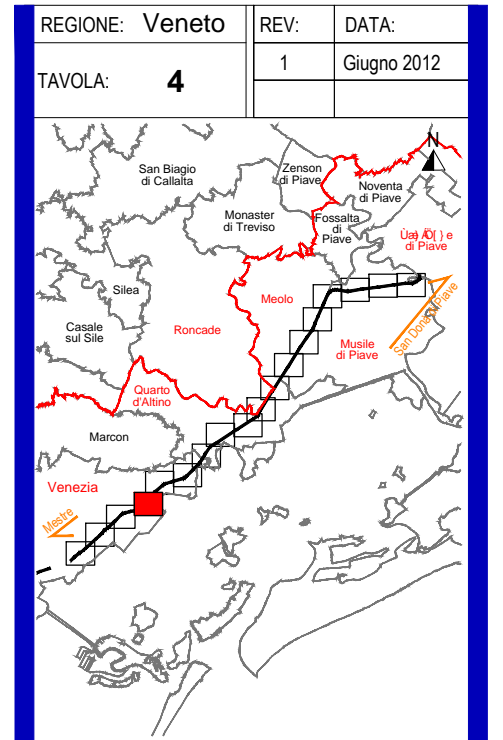 REGIONE: Veneto
REV:
DATA:
TAVOLA: 4
1
Giugno 2012
N
San Biagio
di Callalta
Zenson
di Piave
Noventa
di Piave
Monaster
di Treviso
Fossalta
di
Piave
di Piave
Silea
Meolo
Casale
sul Sile
Roncade
Musile
di Piave
San Donà di Piave
Quarto
d'Altino
Marcon
Venezia
Mestre